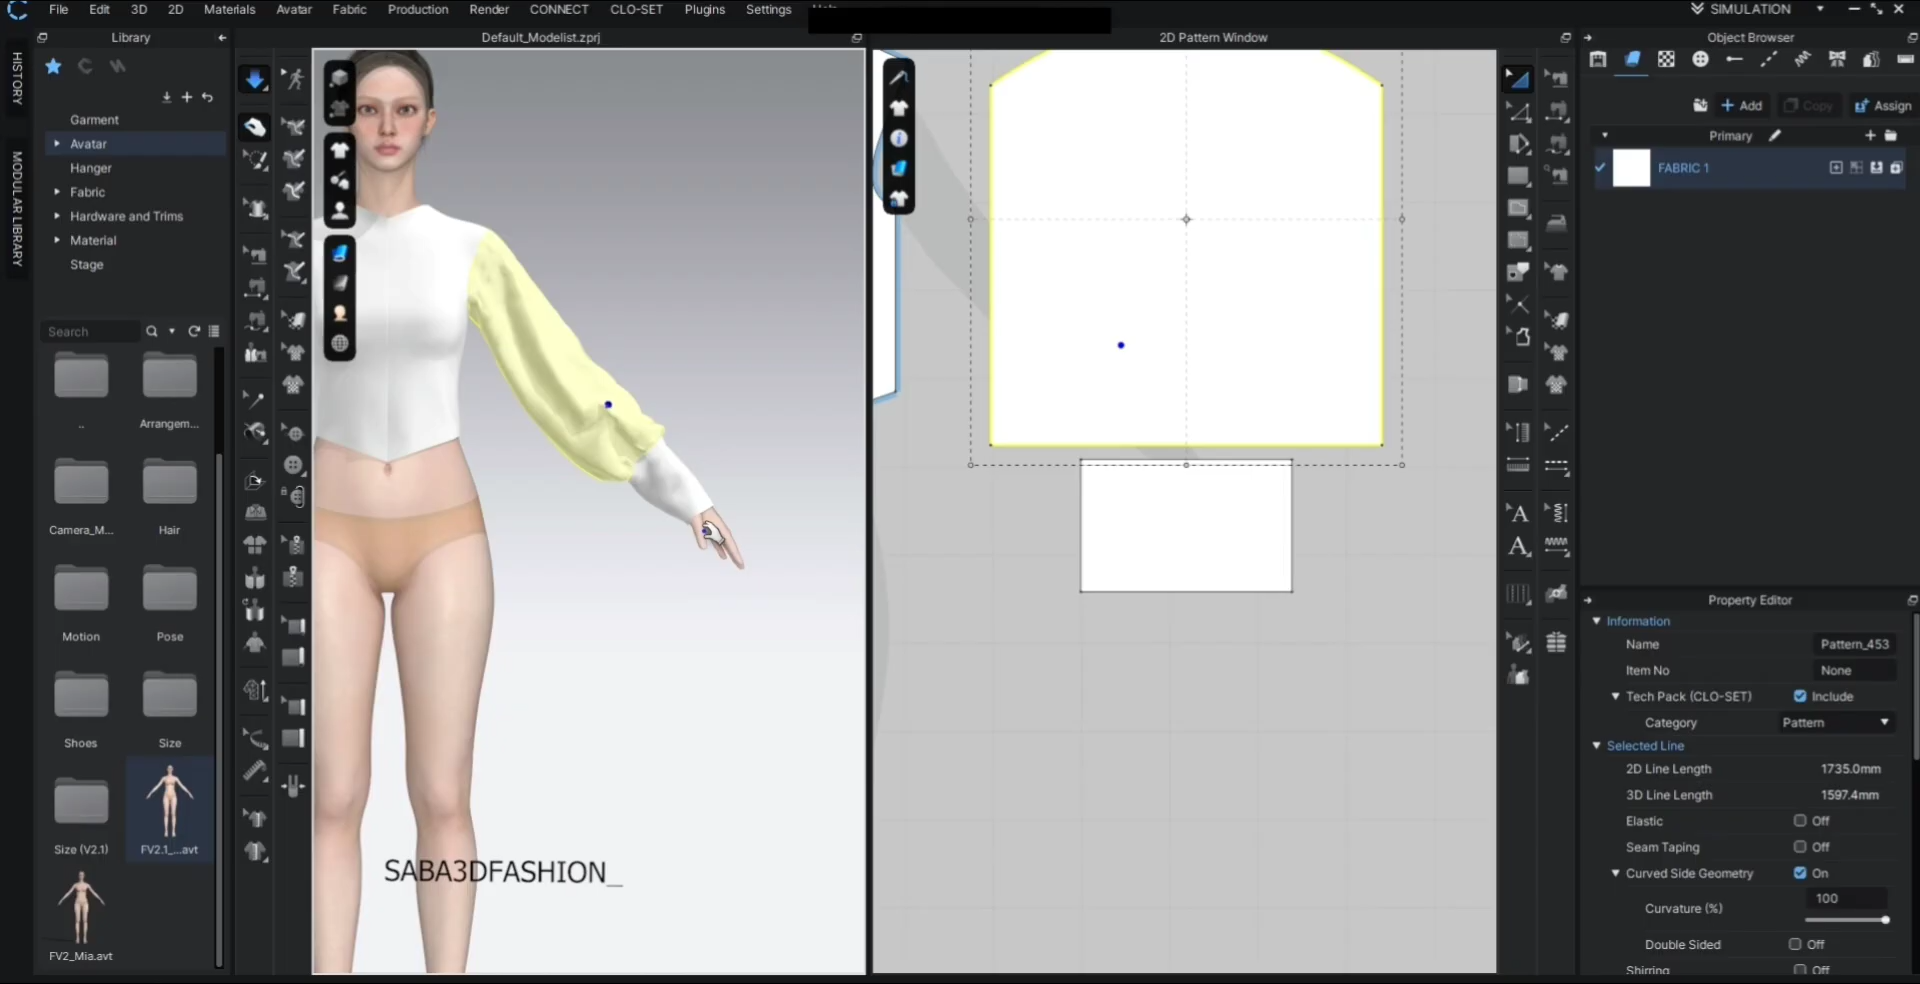 File Edit 3D 2D Materials Avatar Fabric Production Render CONNECT CLO-SET Plugins Settings
SIMULATION
HISTORY
MODULAR LIBRARY
Library
Garment
Avatar
Hanger
Fabric
Hardware and Trims
Material
Stage
Search
..
Arrangem...
Camera_M...
Hair
Motion
Pose
Shoes
Size
Size (V2.1)
FV2.1_...avt
FV2_Mia.avt
Default_Modelist.zprj
SABA3DFASHION_
2D Pattern Window
A
A
Object Browser
Add
Copy
Assign
Primary
FABRIC 1
Property Editor
Information
Name Pattern_453
Item No None
Tech Pack (CLO-SET) Include
Category Pattern
Selected Line
2D Line Length 1735.0mm
3D Line Length 1597.4mm
Elastic Off
Seam Taping Off
Curved Side Geometry On
Curvature (%) 100
Double Sided Off
Shirring Off